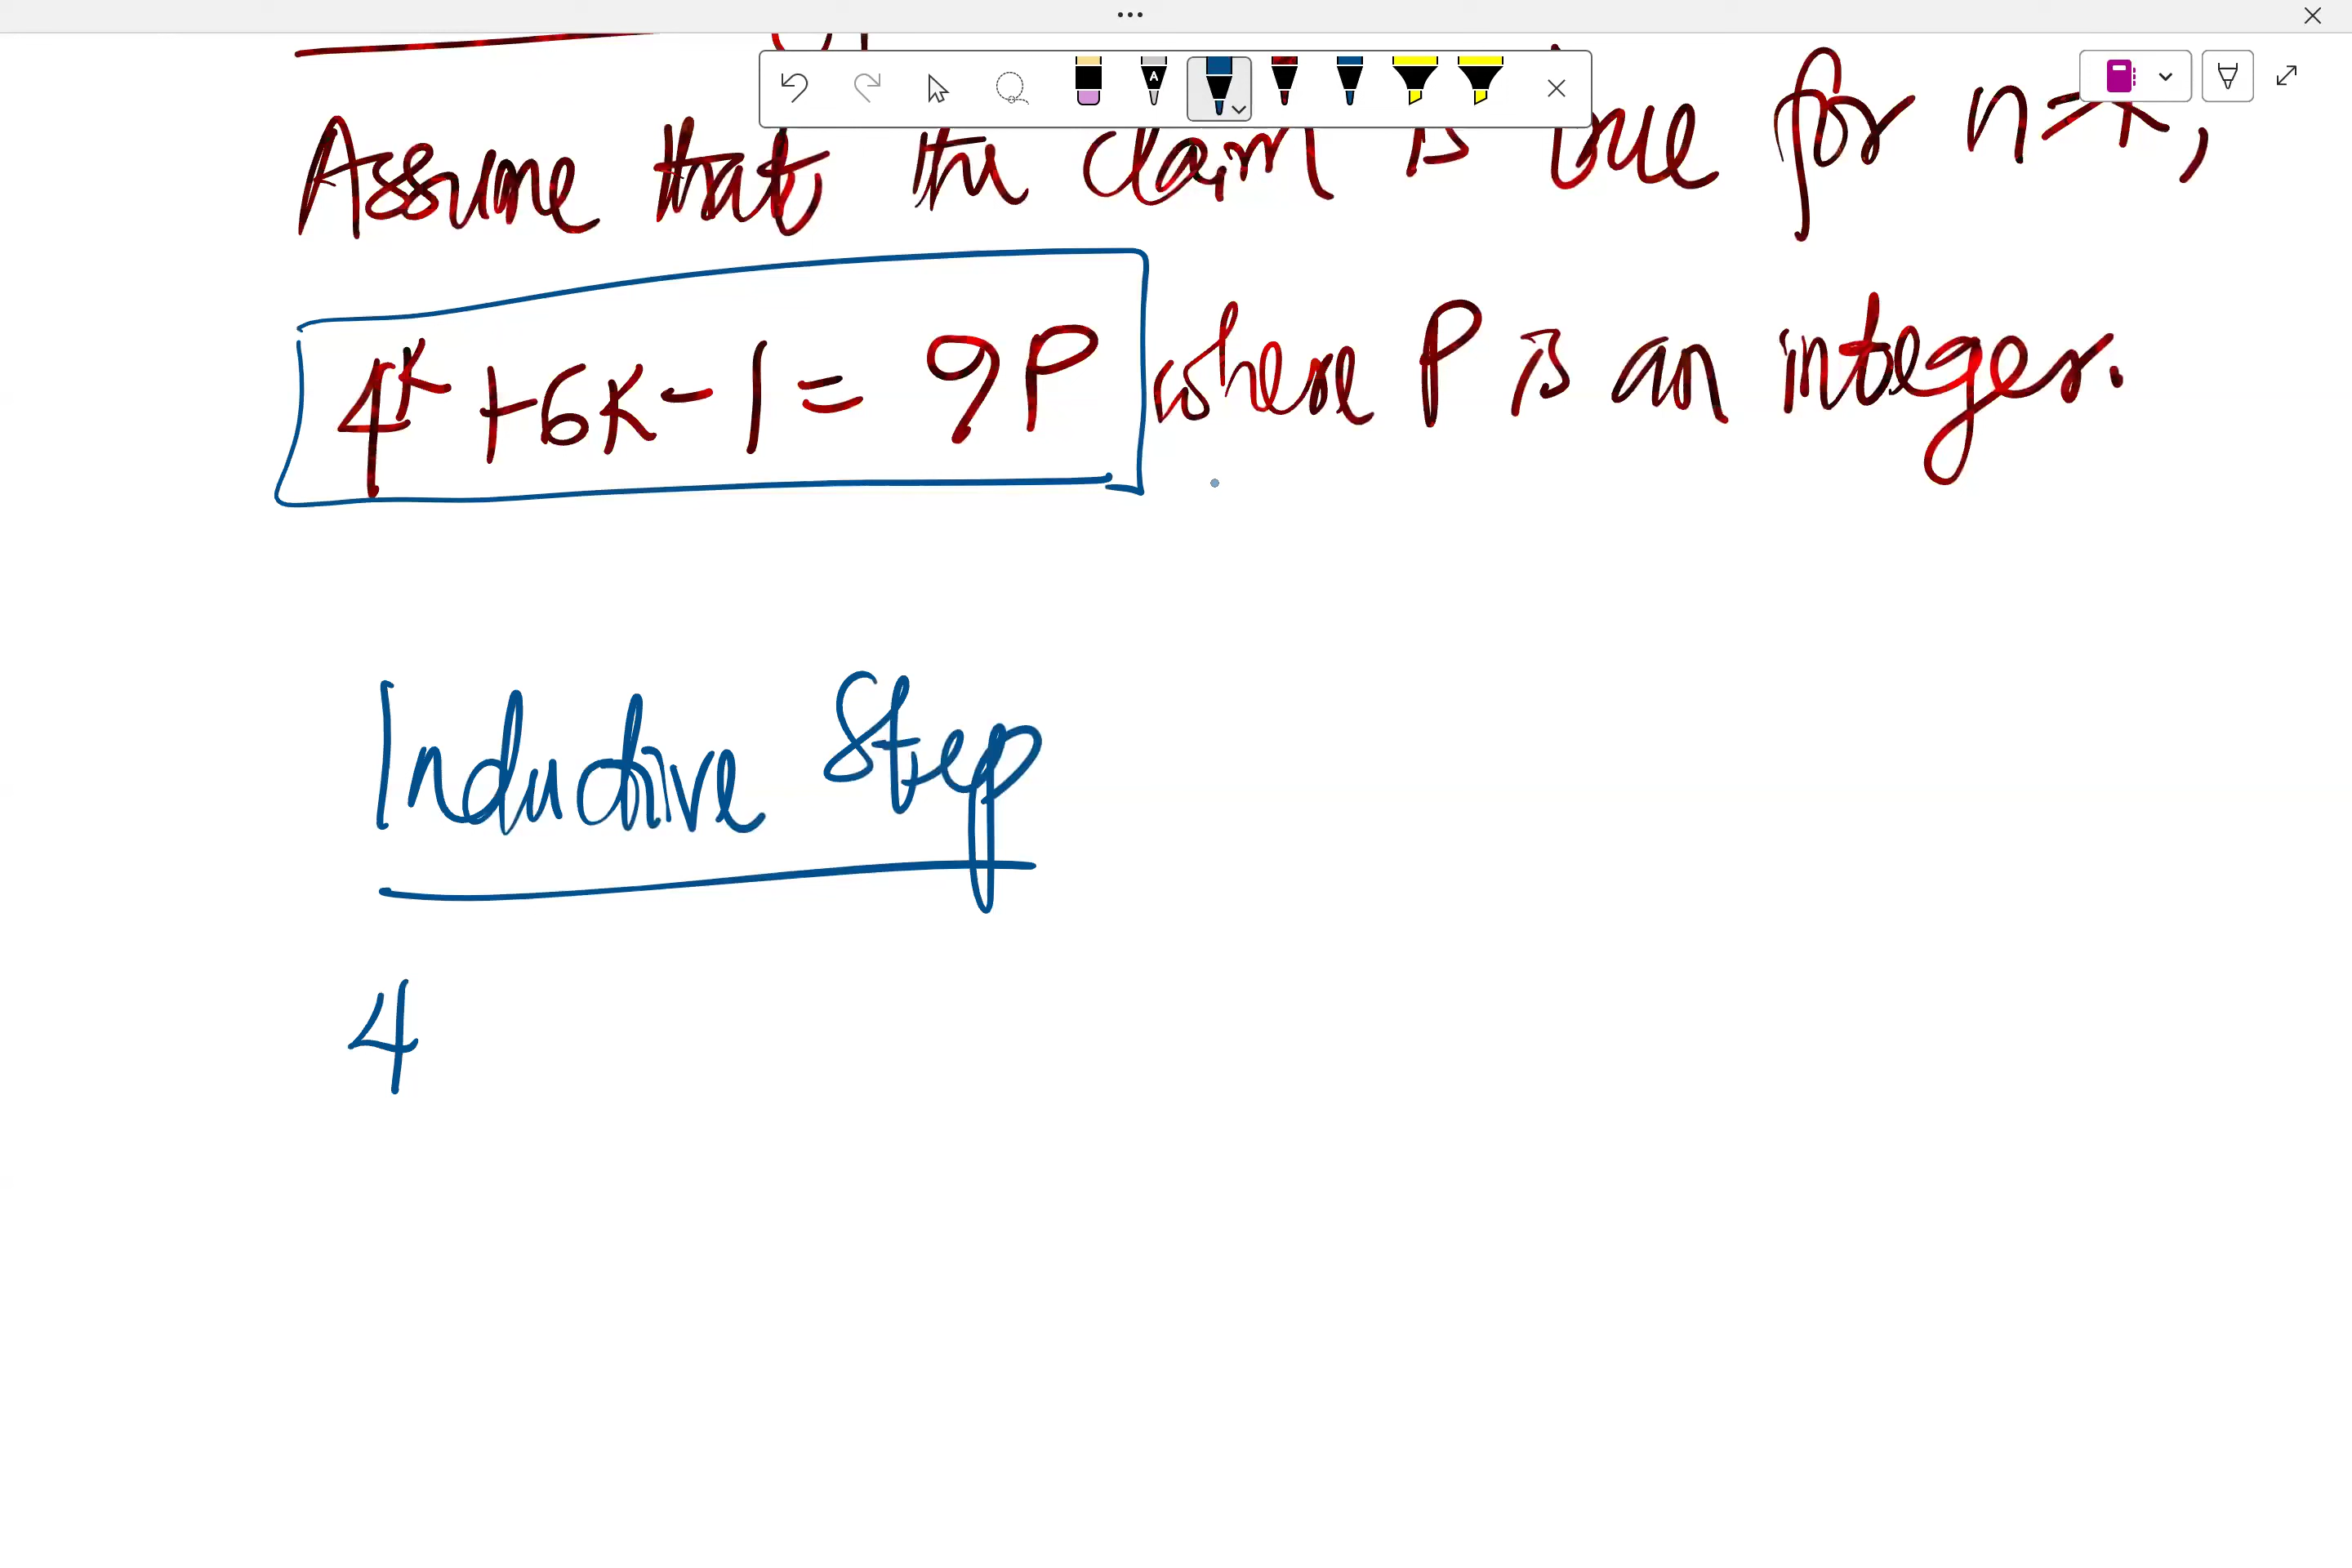 Assume that the claim is true for n=k,
4^k + 6k - 1 = 9P where P is an integer.
Inductive Step
4